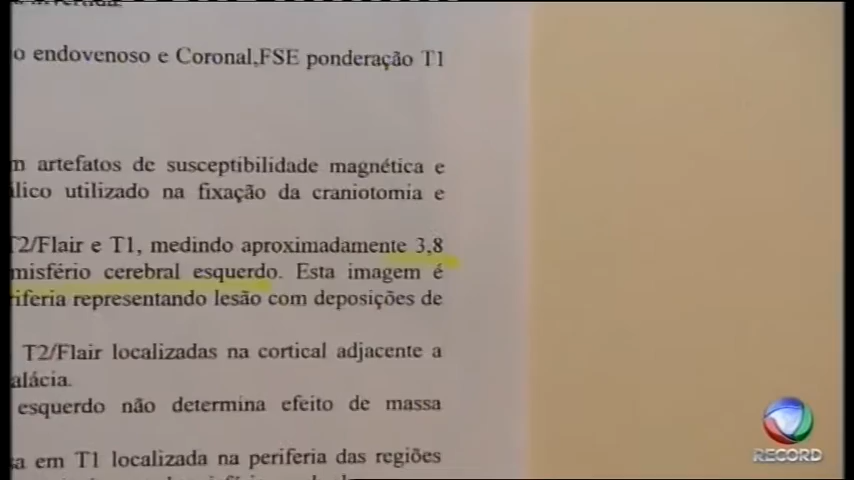 o endovenoso e Coronal,FSE ponderação T1
m artefatos de susceptibilidade magnética e
álico utilizado na fixação da craniotomia e
T2/Flair e T1, medindo aproximadamente 3,8
misfério cerebral esquerdo. Esta imagem é
riferia representando lesão com deposições de
T2/Flair localizadas na cortical adjacente a
alácia.
esquerdo não determina efeito de massa
sa em T1 localizada na periferia das regiões
RECORD